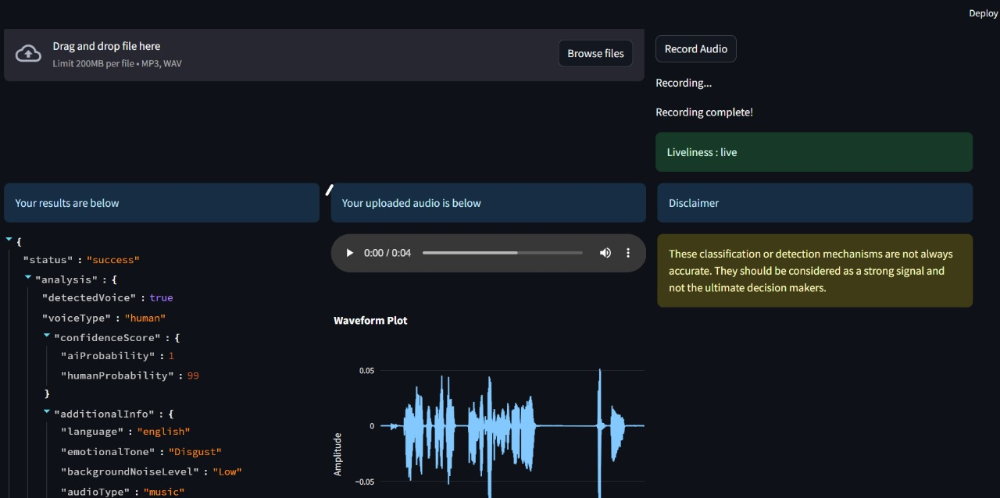 Deploy
Drag and drop file here
Limit 200MB per file • MP3, WAV
Browse files
Record Audio
Recording...
Recording complete!
Liveliness : live
Your results are below
Your uploaded audio is below
Disclaimer
{
"status" : "success"
"analysis" : {
"detectedVoice" : true
"voiceType" : "human"
"confidenceScore" : {
"aiProbability" : 1
"humanProbability" : 99
}
"additionalInfo" : {
"language" : "english"
"emotionalTone" : "Disgust"
"backgroundNoiseLevel" : "Low"
"audioType" : "music"
0:00 / 0:04
Waveform Plot
0.05
0
−0.05
Amplitude
These classification or detection mechanisms are not always
accurate. They should be considered as a strong signal and
not the ultimate decision makers.